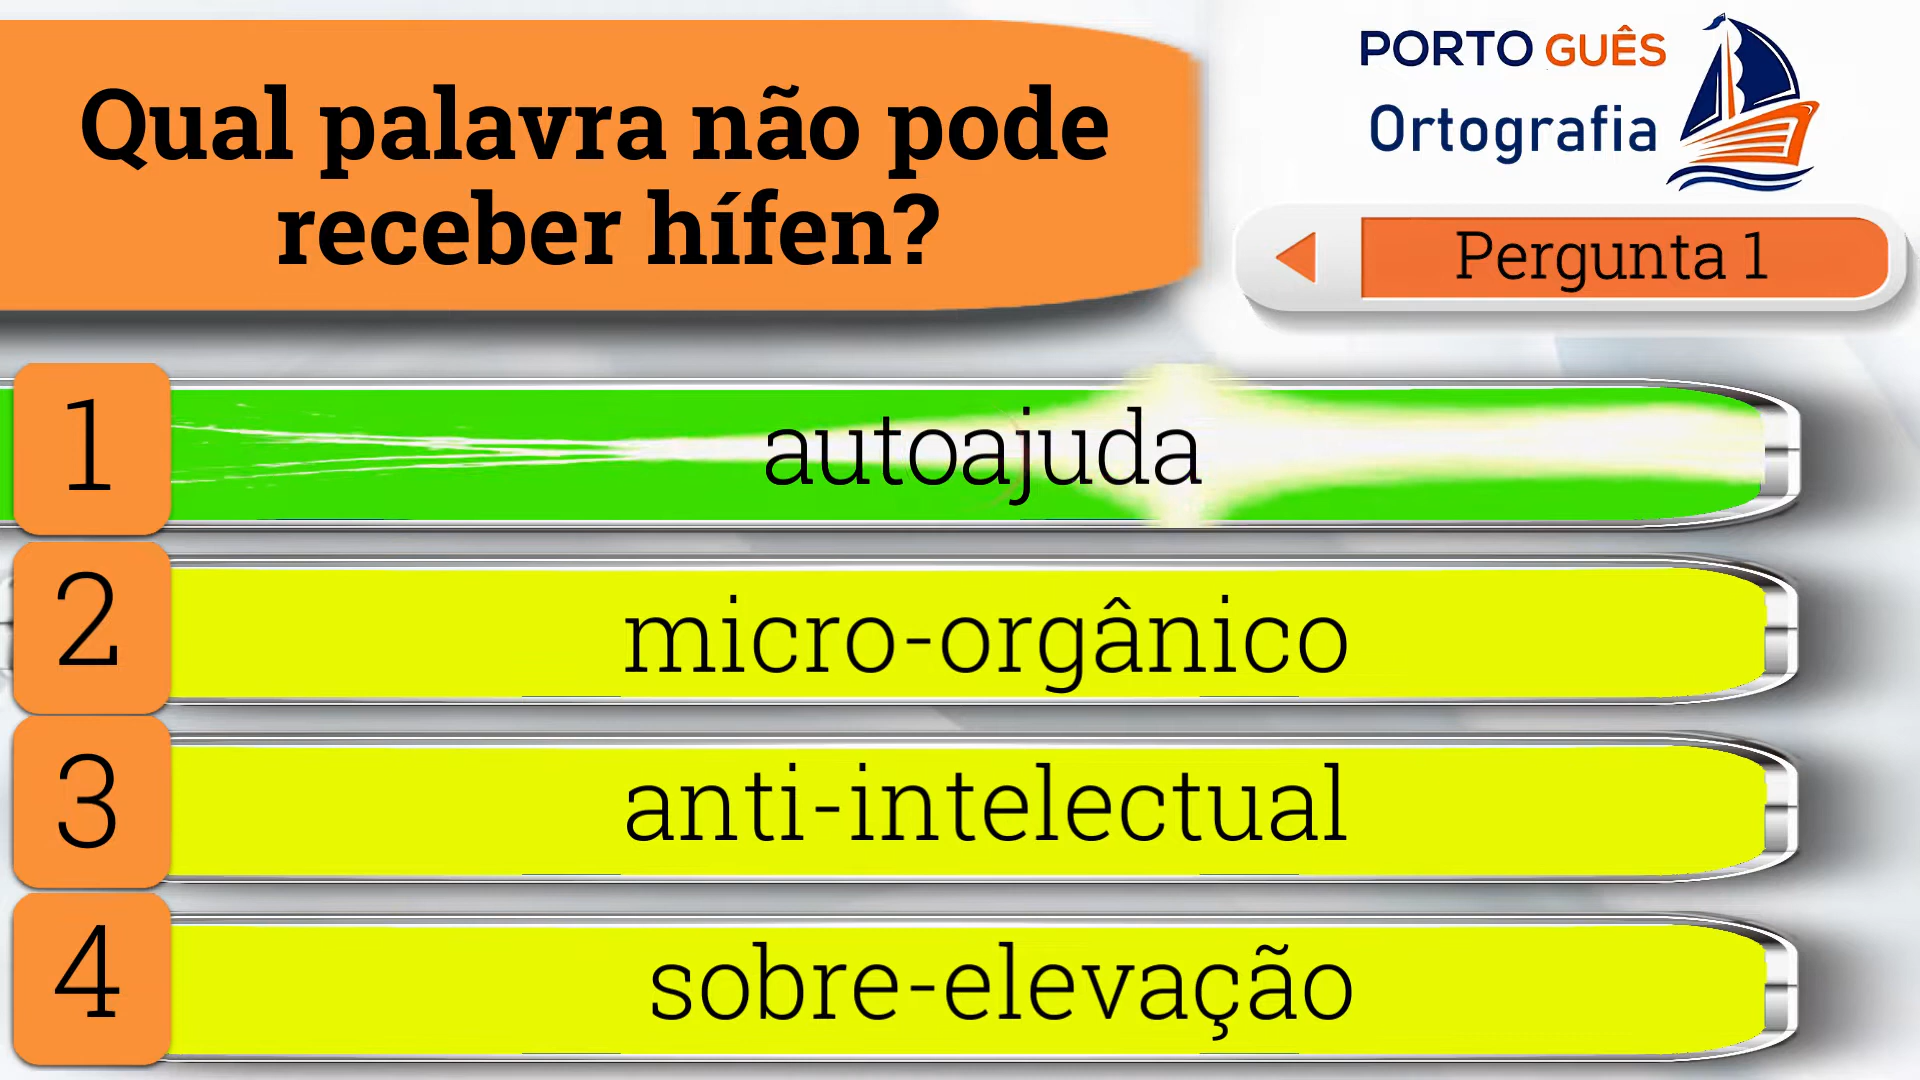 Qual palavra não pode
receber hífen?
PORTO GUÊS
Ortografia
Pergunta 1
1
autoajuda
2
micro-orgânico
3
anti-intelectual
4
sobre-elevação